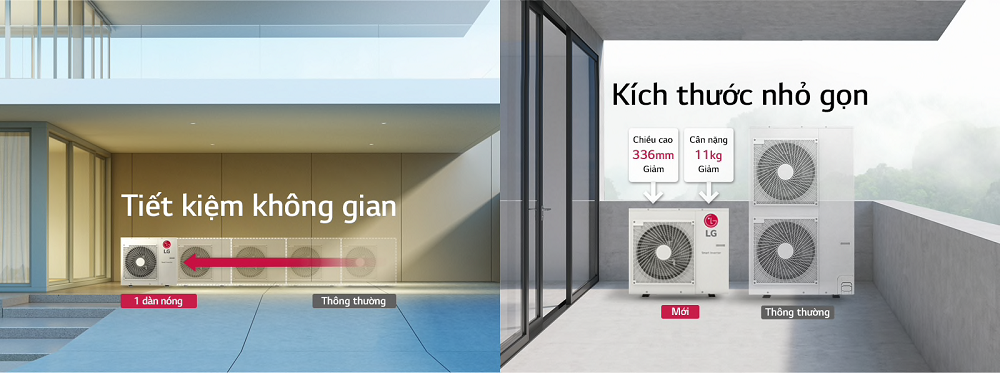 Tiết kiệm không gian
LG
1 dàn nóng
Thông thường
Kích thước nhỏ gọn
Chiều cao
336mm
Giảm
Cân nặng
11kg
Giảm
LG
Mới
Thông thường